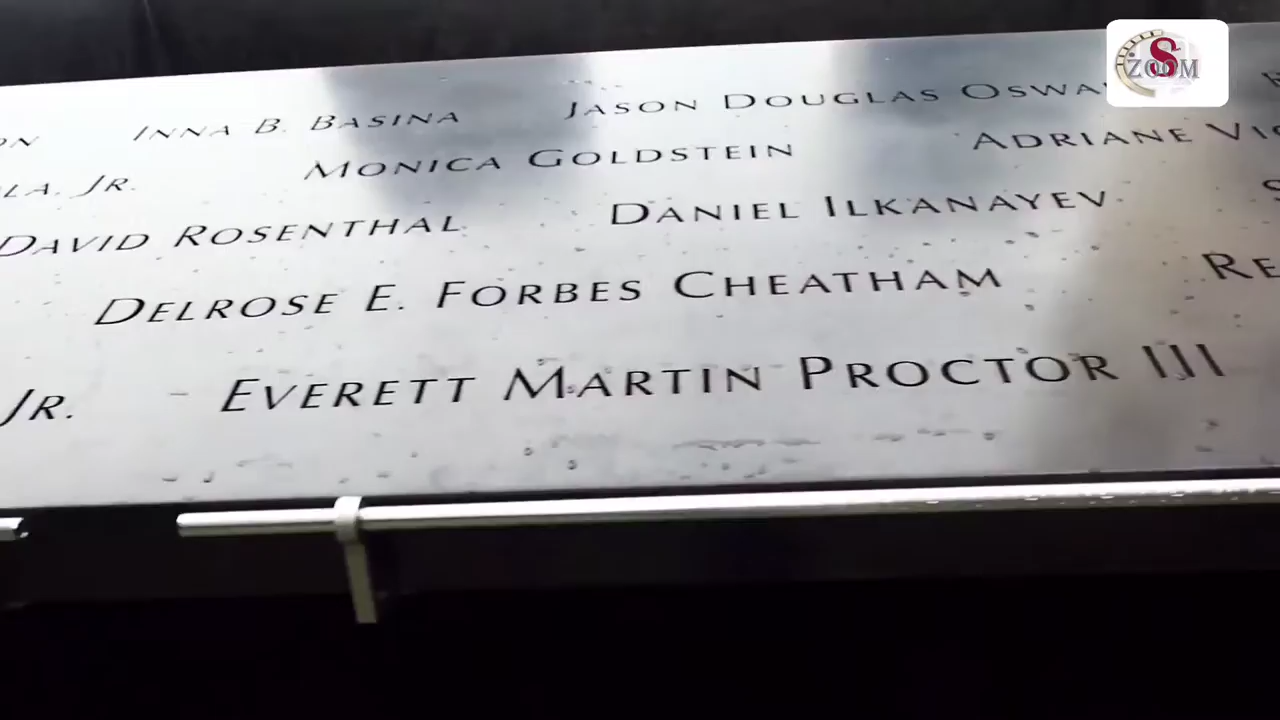 INNA B. BASINA JASON DOUGLAS
JR. MONICA GOLDSTEIN ADRIANE
DAVID ROSENTHAL DANIEL ILKANAYEV
DELROSE E. FORBES CHEATHAM
JR. EVERETT MARTIN PROCTOR III
S ZOOM